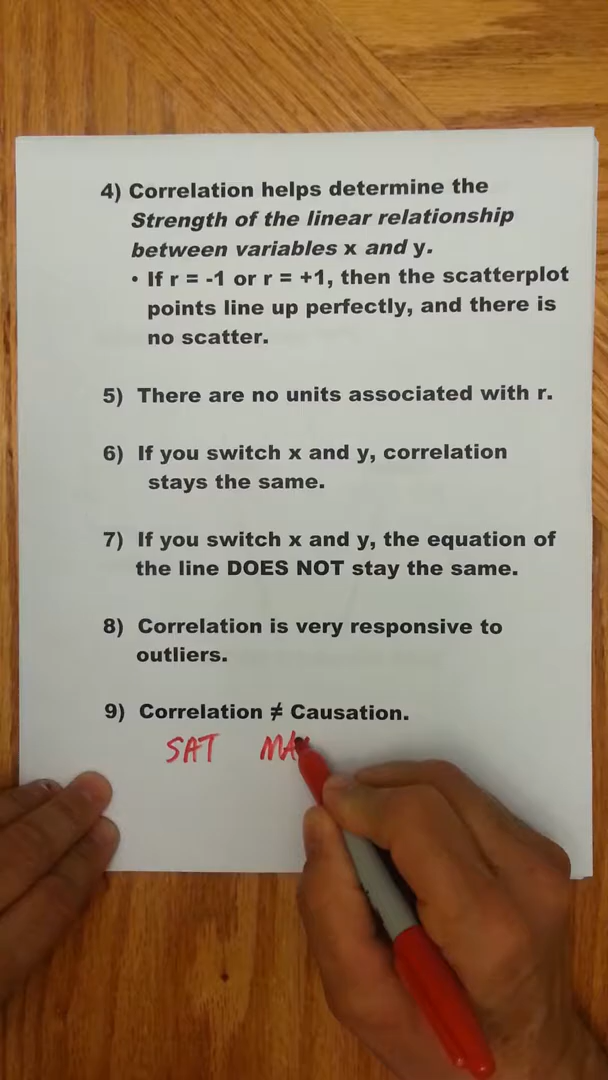 4) Correlation helps determine the
Strength of the linear relationship
between variables x and y.
• If r = -1 or r = +1, then the scatterplot
points line up perfectly, and there is
no scatter.
5) There are no units associated with r.
6) If you switch x and y, correlation
stays the same.
7) If you switch x and y, the equation of
the line DOES NOT stay the same.
8) Correlation is very responsive to
outliers.
9) Correlation ≠ Causation.
SAT